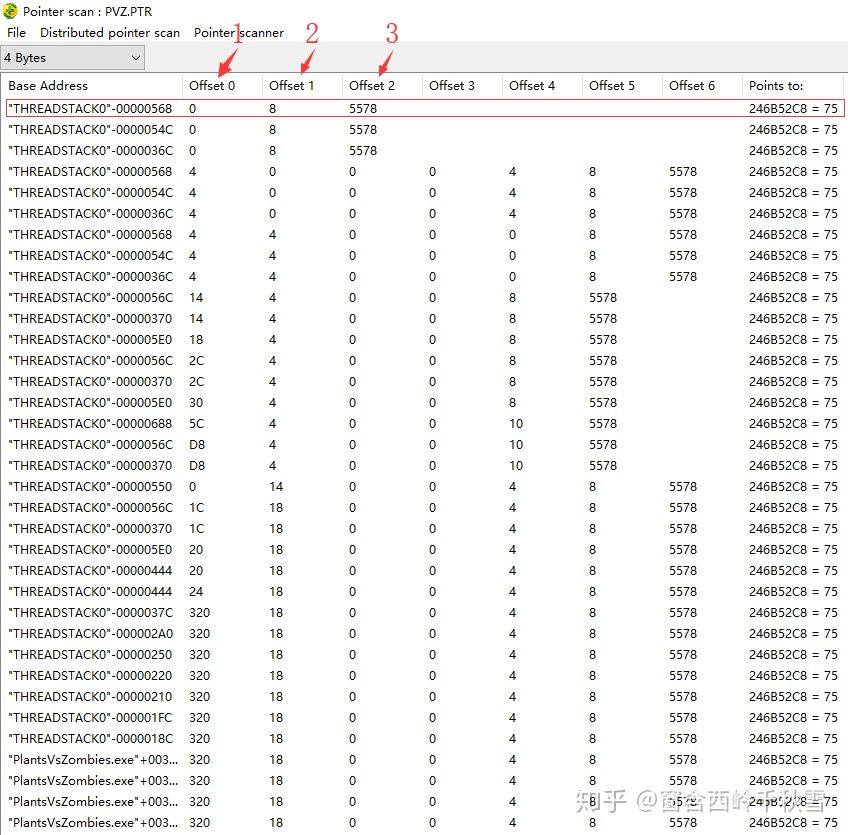 Pointer scan : PVZ.PTR
File Distributed pointer scan Pointer scanner
1 2 3
4 Bytes
Base Address Offset 0 Offset 1 Offset 2 Offset 3 Offset 4 Offset 5 Offset 6 Points to:
"THREADSTACK0"-00000568 0 8 5578 246B52C8 = 75
"THREADSTACK0"-0000054C 0 8 5578 246B52C8 = 75
"THREADSTACK0"-0000036C 0 8 5578 246B52C8 = 75
"THREADSTACK0"-00000568 4 0 0 0 4 8 5578 246B52C8 = 75
"THREADSTACK0"-0000054C 4 0 0 0 4 8 5578 246B52C8 = 75
"THREADSTACK0"-0000036C 4 0 0 0 4 8 5578 246B52C8 = 75
"THREADSTACK0"-00000568 4 4 0 0 0 8 5578 246B52C8 = 75
"THREADSTACK0"-0000054C 4 4 0 0 0 8 5578 246B52C8 = 75
"THREADSTACK0"-0000036C 4 4 0 0 0 8 5578 246B52C8 = 75
"THREADSTACK0"-0000056C 14 4 0 0 8 5578 246B52C8 = 75
"THREADSTACK0"-00000370 14 4 0 0 8 5578 246B52C8 = 75
"THREADSTACK0"-000005E0 18 4 0 0 8 5578 246B52C8 = 75
"THREADSTACK0"-0000056C 2C 4 0 0 8 5578 246B52C8 = 75
"THREADSTACK0"-00000370 2C 4 0 0 8 5578 246B52C8 = 75
"THREADSTACK0"-000005E0 30 4 0 0 8 5578 246B52C8 = 75
"THREADSTACK0"-00000688 5C 4 0 0 10 5578 246B52C8 = 75
"THREADSTACK0"-0000056C D8 4 0 0 10 5578 246B52C8 = 75
"THREADSTACK0"-00000370 D8 4 0 0 10 5578 246B52C8 = 75
"THREADSTACK0"-00000550 0 14 0 0 4 8 5578 246B52C8 = 75
"THREADSTACK0"-0000056C 1C 18 0 0 4 8 5578 246B52C8 = 75
"THREADSTACK0"-00000370 1C 18 0 0 4 8 5578 246B52C8 = 75
"THREADSTACK0"-000005E0 20 18 0 0 4 8 5578 246B52C8 = 75
"THREADSTACK0"-00000444 20 18 0 0 4 8 5578 246B52C8 = 75
"THREADSTACK0"-00000444 24 18 0 0 4 8 5578 246B52C8 = 75
"THREADSTACK0"-0000037C 320 18 0 0 4 8 5578 246B52C8 = 75
"THREADSTACK0"-000002A0 320 18 0 0 4 8 5578 246B52C8 = 75
"THREADSTACK0"-00000250 320 18 0 0 4 8 5578 246B52C8 = 75
"THREADSTACK0"-00000220 320 18 0 0 4 8 5578 246B52C8 = 75
"THREADSTACK0"-00000210 320 18 0 0 4 8 5578 246B52C8 = 75
"THREADSTACK0"-000001FC 320 18 0 0 4 8 5578 246B52C8 = 75
"THREADSTACK0"-0000018C 320 18 0 0 4 8 5578 246B52C8 = 75
"PlantsVsZombies.exe"+003... 320 18 0 0 4 8 5578 246B52C8 = 75
"PlantsVsZombies.exe"+003... 320 18 0 0 4 8 5578 246B52C8 = 75
"PlantsVsZombies.exe"+003... 320 18 0 0 4 8 5578 246B52C8 = 75
"PlantsVsZombies.exe"+003... 320 18 0 0 4 8 5578 246B52C8 = 75
知乎 @窗含西岭千秋雪